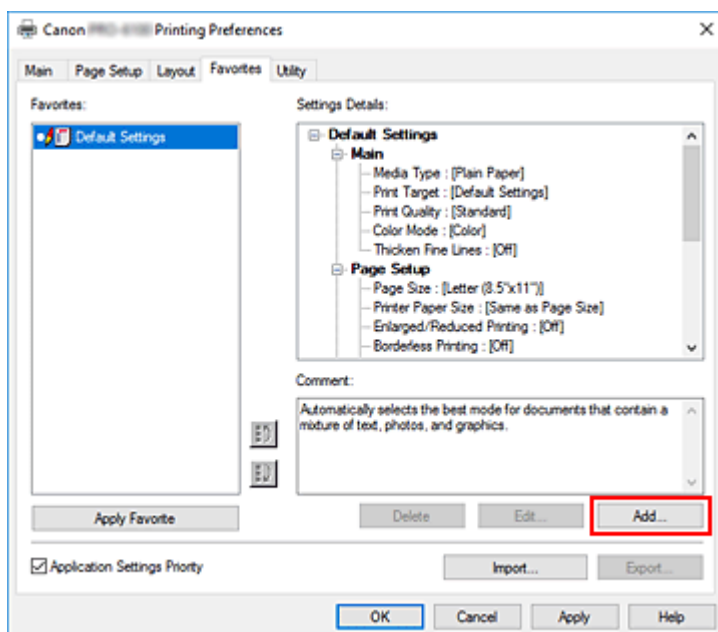 Canon Printing Preferences
Main Page Setup Layout Favorites Utility
Favorites:
Default Settings
Settings Details:
Default Settings
Main
Media Type : [Plain Paper]
Print Target : [Default Settings]
Print Quality : [Standard]
Color Mode : [Color]
Thicken Fine Lines : [Off]
Page Setup
Page Size : [Letter (8.5"x11")]
Printer Paper Size : [Same as Page Size]
Enlarged/Reduced Printing : [Off]
Borderless Printing : [Off]
Comment:
Automatically selects the best mode for documents that contain a
mixture of text, photos, and graphics.
Apply Favorite
Delete Edit... Add...
Application Settings Priority
Import... Export...
OK Cancel Apply Help